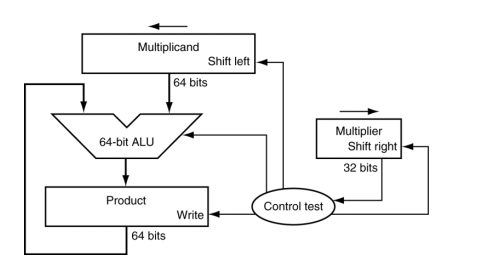 Multiplicand
Shift left
64 bits
64-bit ALU
Multiplier
Shift right
32 bits
Product
Write
Control test
64 bits